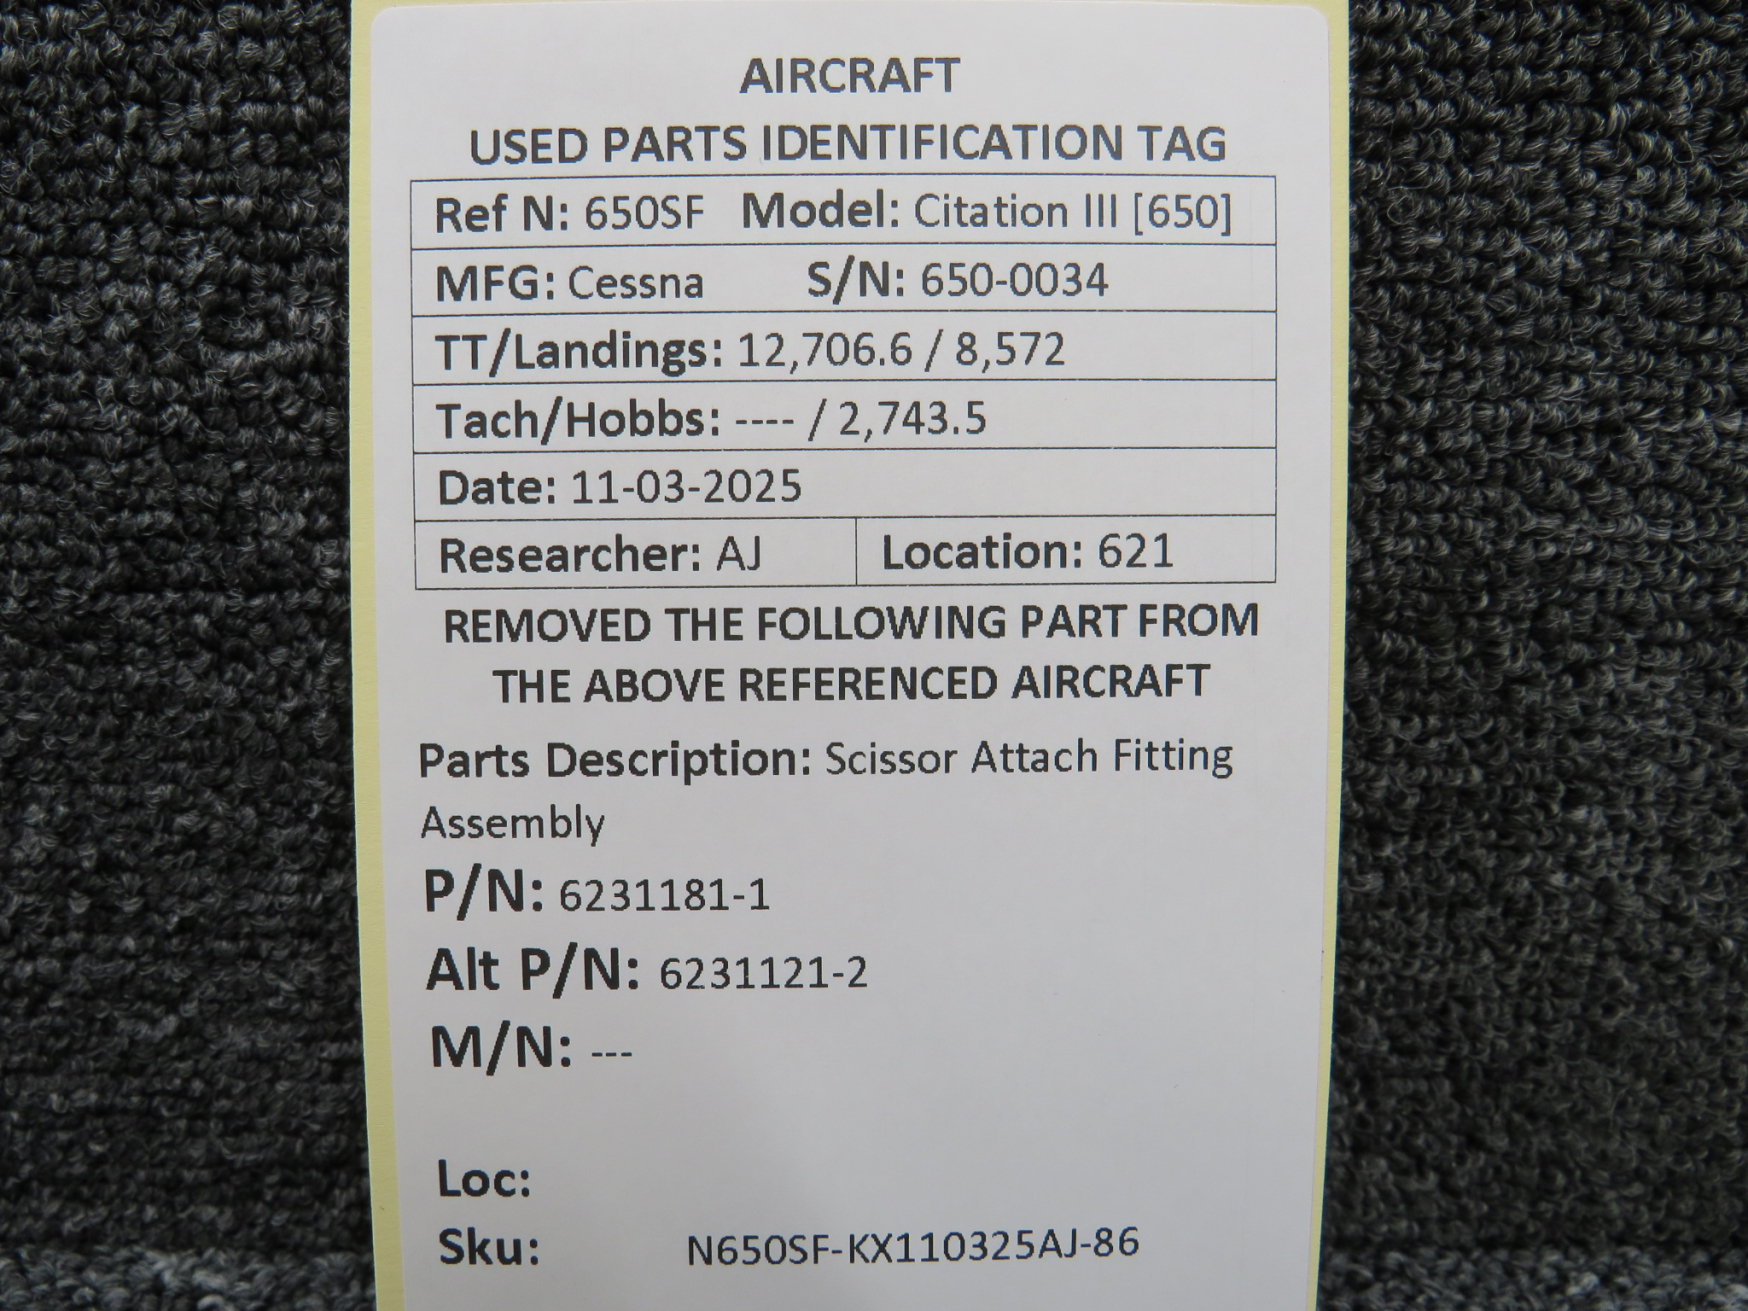 AIRCRAFT
USED PARTS IDENTIFICATION TAG
Ref N: 650SF Model: Citation III [650]
MFG: Cessna S/N: 650-0034
TT/Landings: 12,706.6 / 8,572
Tach/Hobbs: ---- / 2,743.5
Date: 11-03-2025
Researcher: AJ Location: 621
REMOVED THE FOLLOWING PART FROM
THE ABOVE REFERENCED AIRCRAFT
Parts Description: Scissor Attach Fitting
Assembly
P/N: 6231181-1
Alt P/N: 6231121-2
M/N: ---
Loc:
Sku: N650SF-KX110325AJ-86